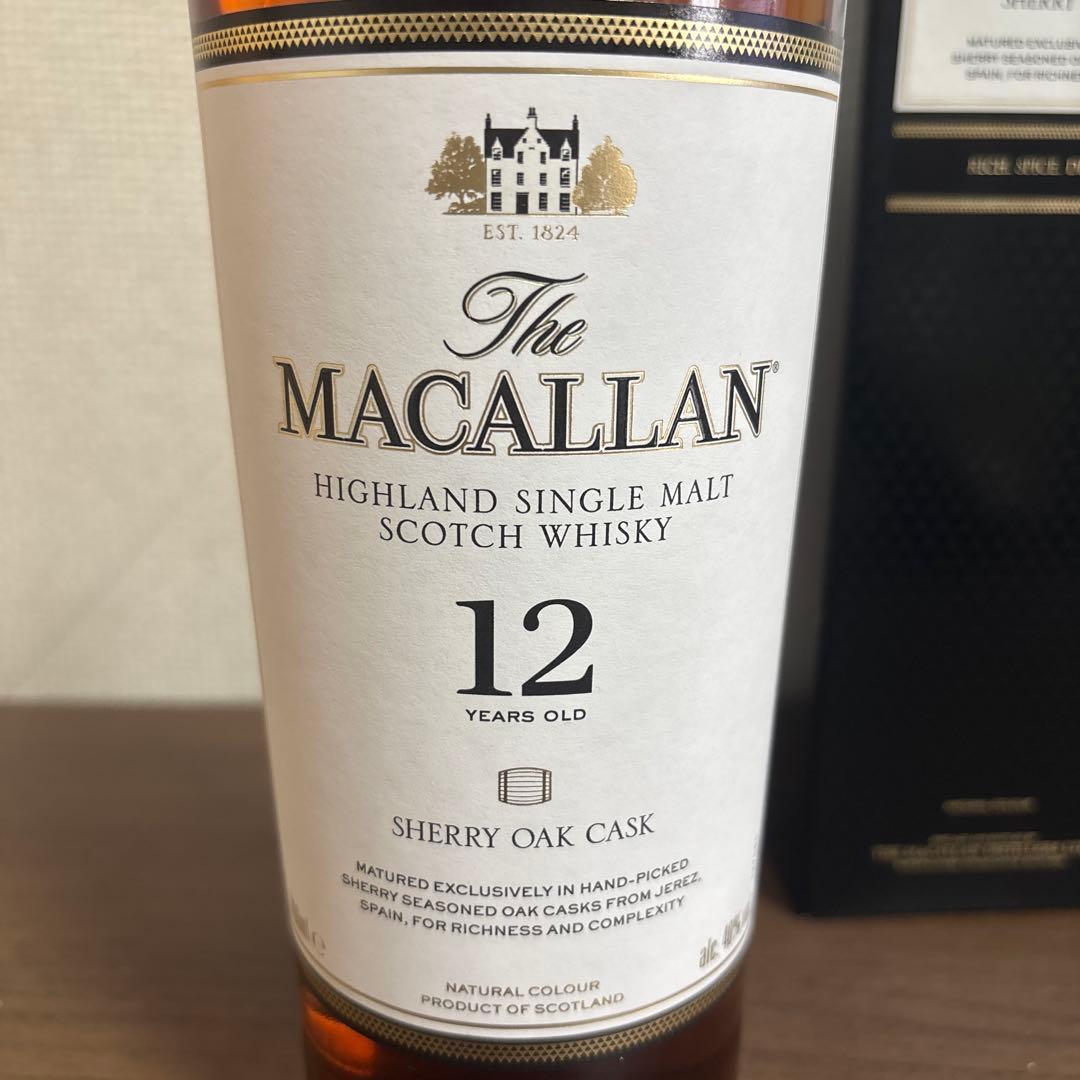 EST. 1824
The
MACALLAN®
HIGHLAND SINGLE MALT
SCOTCH WHISKY
12
YEARS OLD
SHERRY OAK CASK
MATURED EXCLUSIVELY IN HAND-PICKED
SHERRY SEASONED OAK CASKS FROM JEREZ,
SPAIN, FOR RICHNESS AND COMPLEXITY
alc. 40%
NATURAL COLOUR
PRODUCT OF SCOTLAND
SHERRY
MATURED
SHERRY SEASONED
SPAIN, FOR
RICH, SPICE,